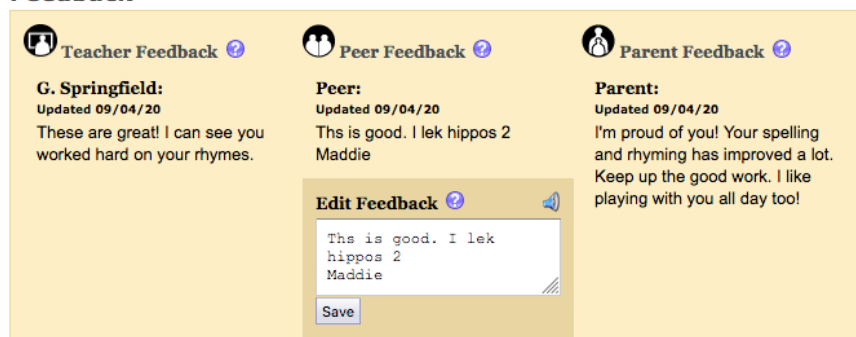 Teacher Feedback ?
G. Springfield:
Updated 09/04/20
These are great! I can see you
worked hard on your rhymes.
Peer Feedback ?
Peer:
Updated 09/04/20
Ths is good. I lek hippos 2
Maddie
Edit Feedback ?
Ths is good. I lek
hippos 2
Maddie
Save
Parent Feedback ?
Parent:
Updated 09/04/20
I'm proud of you! Your spelling
and rhyming has improved a lot.
Keep up the good work. I like
playing with you all day too!